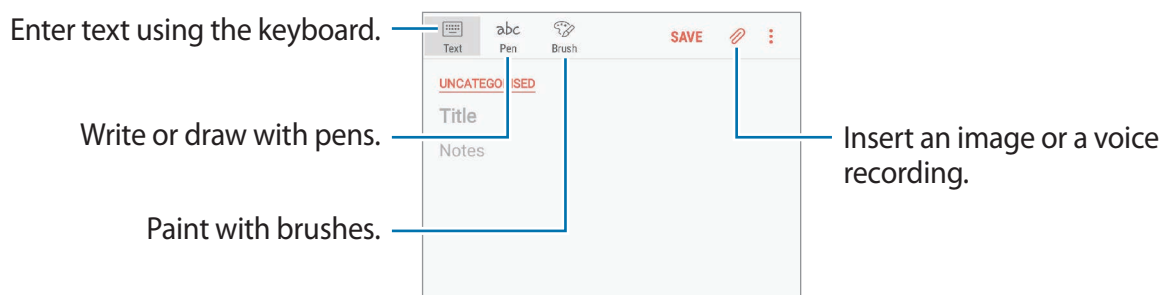 Enter text using the keyboard.
Text
abc
Pen
Brush
SAVE
UNCATEGORISED
Title
Write or draw with pens.
Notes
Insert an image or a voice
recording.
Paint with brushes.